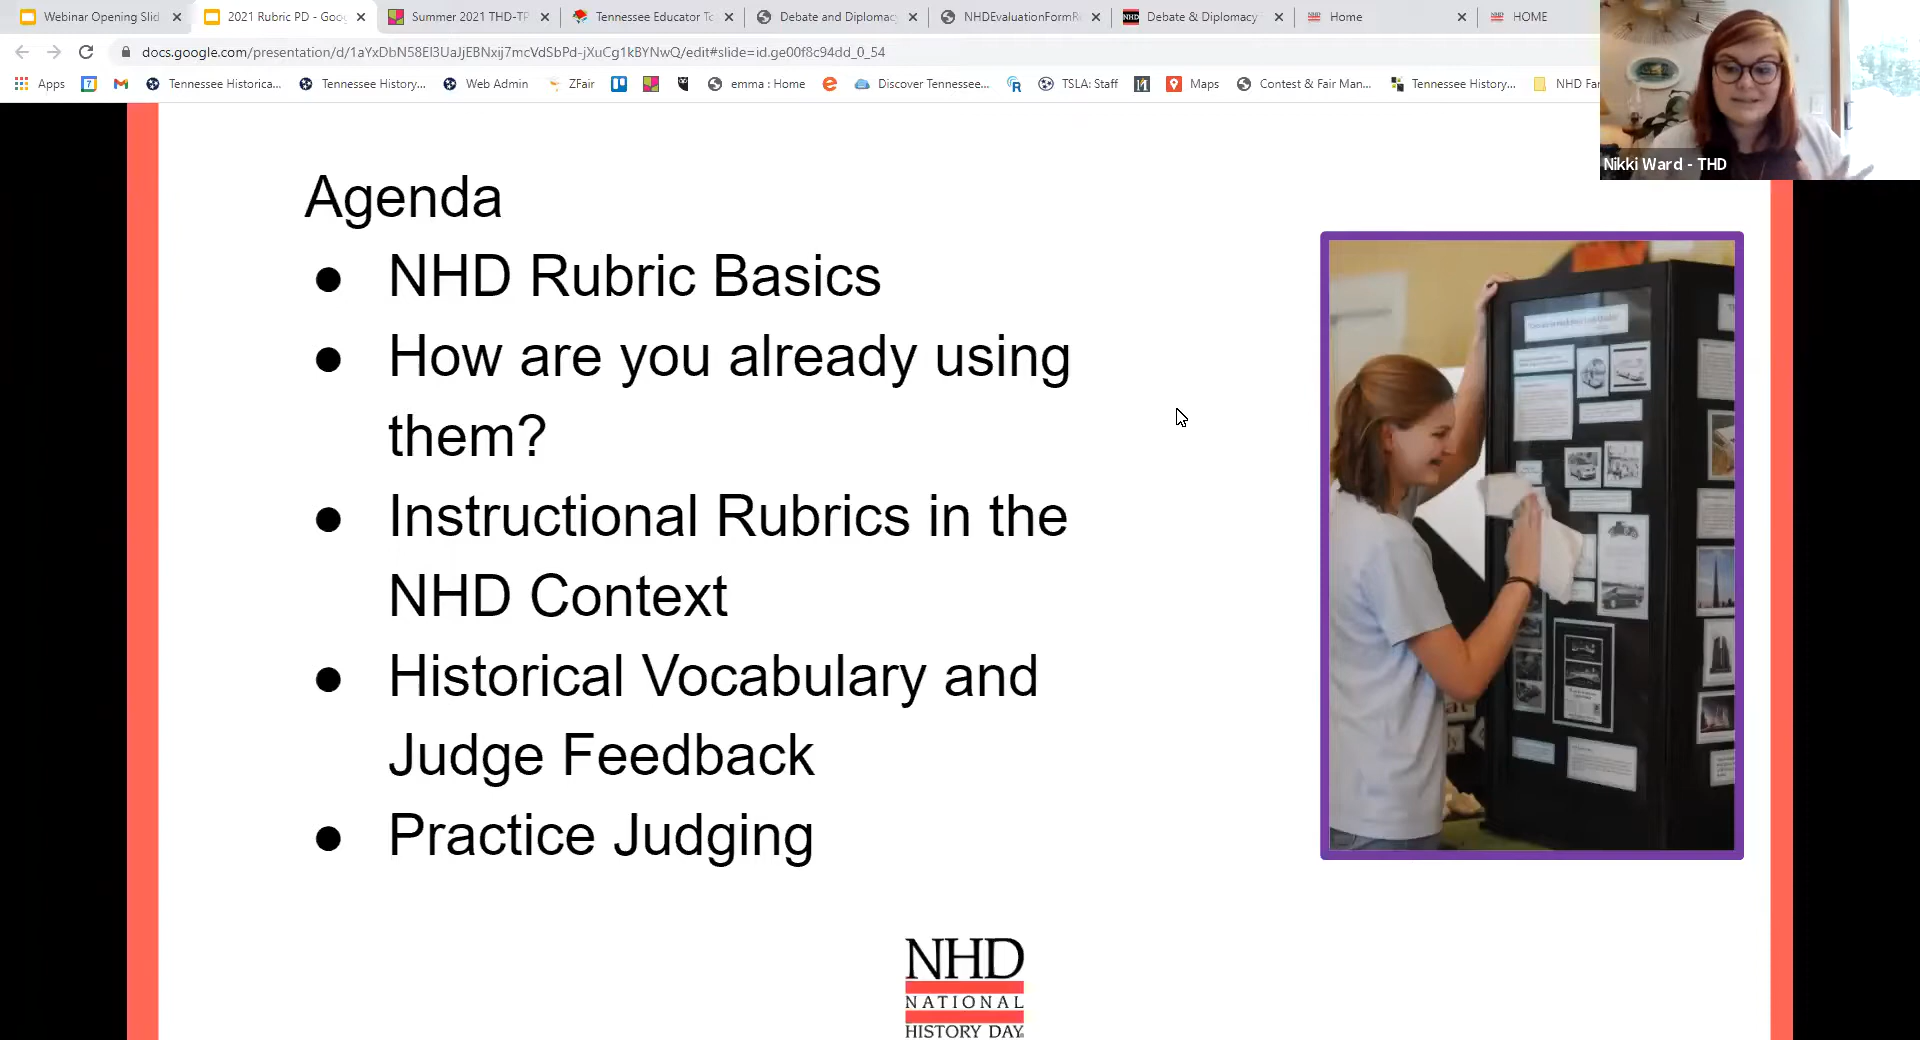 Webinar Opening Slid
2021 Rubric PD - Goo
Summer 2021 THD-TP
Tennessee Educator To
Debate and Diplomac
NHDEvaluationFormR
Debate & Diplomacy
Home
HOME
docs.google.com/presentation/d/1aYxDbN58El3UaJjEBNxij7mcVdSbPd-jXuCg1kBYNwQ/edit#slide=id.ge00f8c94dd_0_54
Apps
Tennessee Historica...
Tennessee History...
Web Admin
ZFair
emma : Home
Discover Tennessee...
TSLA: Staff
Maps
Contest & Fair Man...
Tennessee History...
NHD Fa
Nikki Ward - THD
Agenda
● NHD Rubric Basics
● How are you already using
them?
● Instructional Rubrics in the
NHD Context
● Historical Vocabulary and
Judge Feedback
● Practice Judging
NHD
NATIONAL
HISTORY DAY